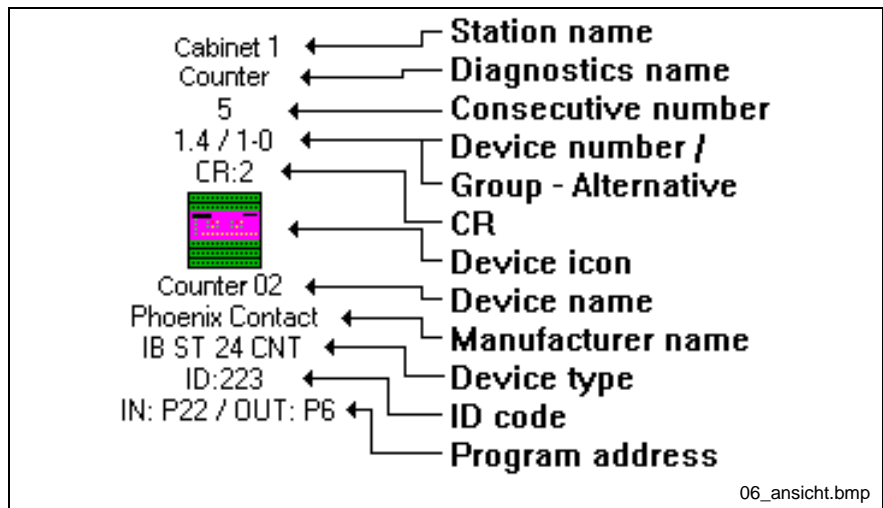 Cabinet 1
Counter
5
1.4 / 1-0
CR:2
Counter 02
Phoenix Contact
IB ST 24 CNT
ID:223
IN: P22 / OUT: P6
Station name
Diagnostics name
Consecutive number
Device number /
Group - Alternative
CR
Device icon
Device name
Manufacturer name
Device type
ID code
Program address
06_ansicht.bmp